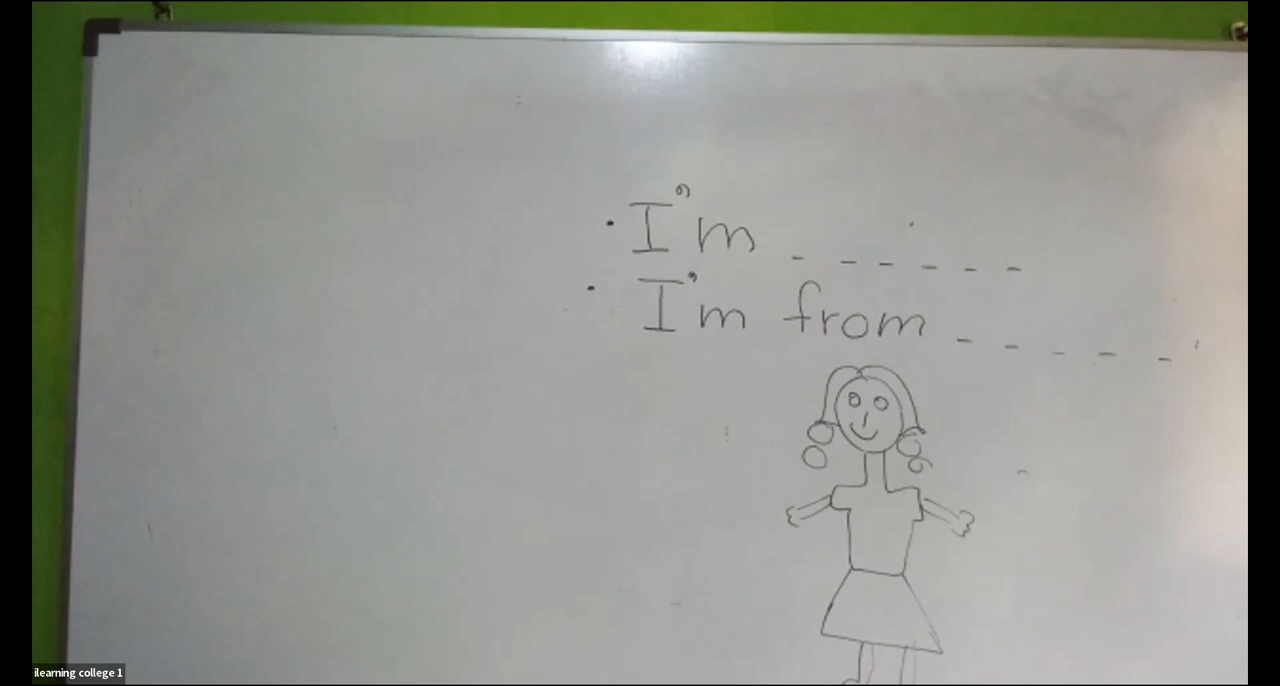 · I'm _ _ _ _ _ _
· I'm from _ _ _ _ _
ilearning college 1